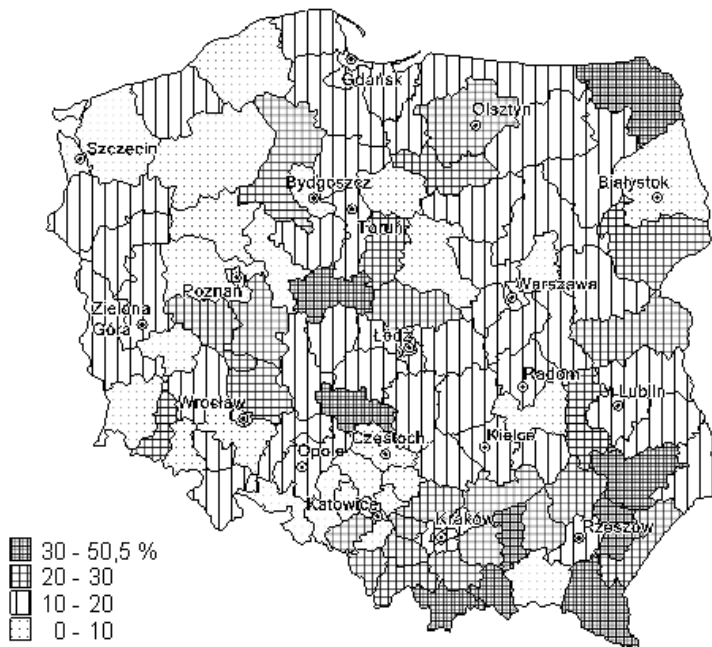 Gdańsk
Olsztyn
Szczecin
Bydgoszcz
Białystok
Toruń
Poznań
Warszawa
Zielona
Góra
Łódź
Radom
Lublin
Wrocław
Częstoch.
Kielce
Opole
Katowice
Kraków
Rzeszów
30 - 50,5 %
20 - 30
10 - 20
0 - 10